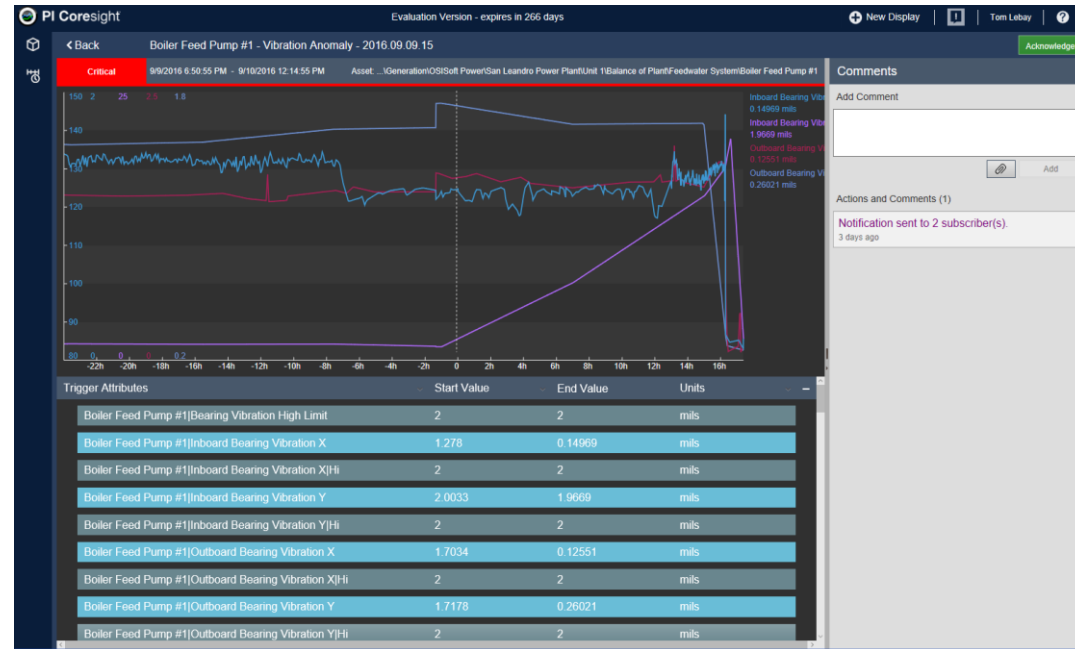 PI Coresight
Evaluation Version - expires in 266 days
New Display
Tom Lebay
?
Back
Boiler Feed Pump #1 - Vibration Anomaly - 2016.09.09.15
Acknowledge
Critical
9/9/2016 6:50:55 PM - 9/10/2016 12:14:55 PM
Asset: ...\Generation\OSISoft Power\San Leandro Power Plant\Unit 1\Balance of Plant\Feedwater System\Boiler Feed Pump #1
150 2 25 2.5 1.8
140
130
120
110
100
90
80 0 0 0 0.2
-22h -20h -18h -16h -14h -12h -10h -8h -6h -4h -2h 0 2h 4h 6h 8h 10h 12h 14h 16h
Inboard Bearing Vibr
0.14969 mils
Inboard Bearing Vibr
1.9669 mils
Outboard Bearing Vi
0.12551 mils
Outboard Bearing Vi
0.26021 mils
Comments
Add Comment
Add
Actions and Comments (1)
Notification sent to 2 subscriber(s).
3 days ago
Trigger Attributes Start Value End Value Units
Boiler Feed Pump #1|Bearing Vibration High Limit 2 2 mils
Boiler Feed Pump #1|Inboard Bearing Vibration X 1.278 0.14969 mils
Boiler Feed Pump #1|Inboard Bearing Vibration X|Hi 2 2 mils
Boiler Feed Pump #1|Inboard Bearing Vibration Y 2.0033 1.9669 mils
Boiler Feed Pump #1|Inboard Bearing Vibration Y|Hi 2 2 mils
Boiler Feed Pump #1|Outboard Bearing Vibration X 1.7034 0.12551 mils
Boiler Feed Pump #1|Outboard Bearing Vibration X|Hi 2 2 mils
Boiler Feed Pump #1|Outboard Bearing Vibration Y 1.7178 0.26021 mils
Boiler Feed Pump #1|Outboard Bearing Vibration Y|Hi 2 2 mils